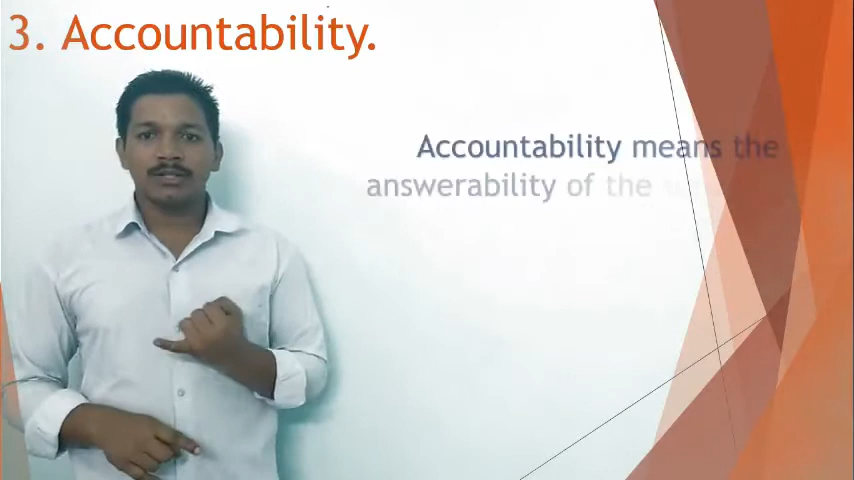 3. Accountability.
Accountability means the
answerability of the